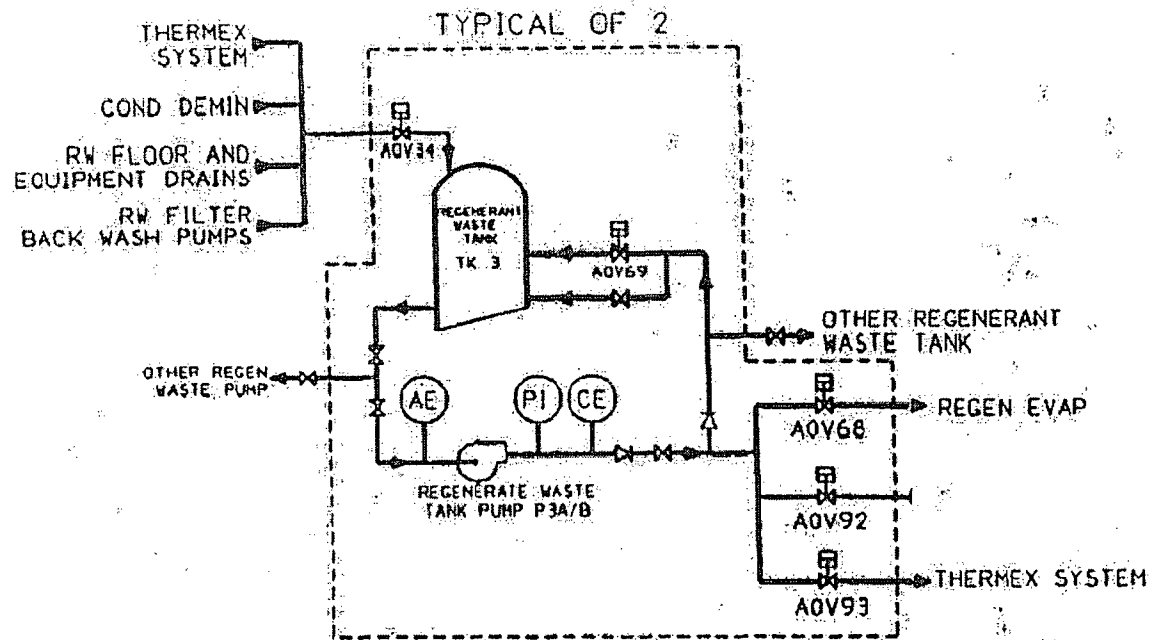 TYPICAL OF 2
THERMEX
SYSTEM
COND DEMIN
RW FLOOR AND
EQUIPMENT DRAINS
RW FILTER
BACK WASH PUMPS
AOV34
REGENERANT
WASTE
TANK
TK 3
AOV69
OTHER REGENERANT
WASTE TANK
OTHER REGEN
WASTE PUMP
AE
PI
CE
REGENERATE WASTE
TANK PUMP P3A/B
AOV68
REGEN EVAP
AOV92
AOV93
THERMEX SYSTEM